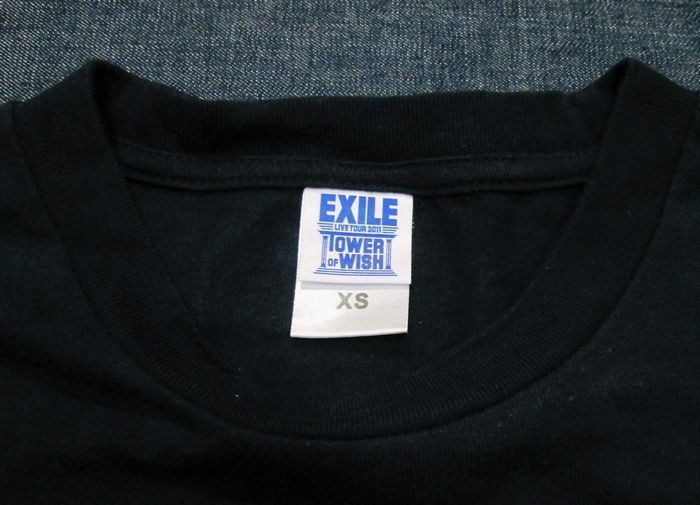 EXILE
LIVE TOUR 2011
TOWER
OF WISH
XS